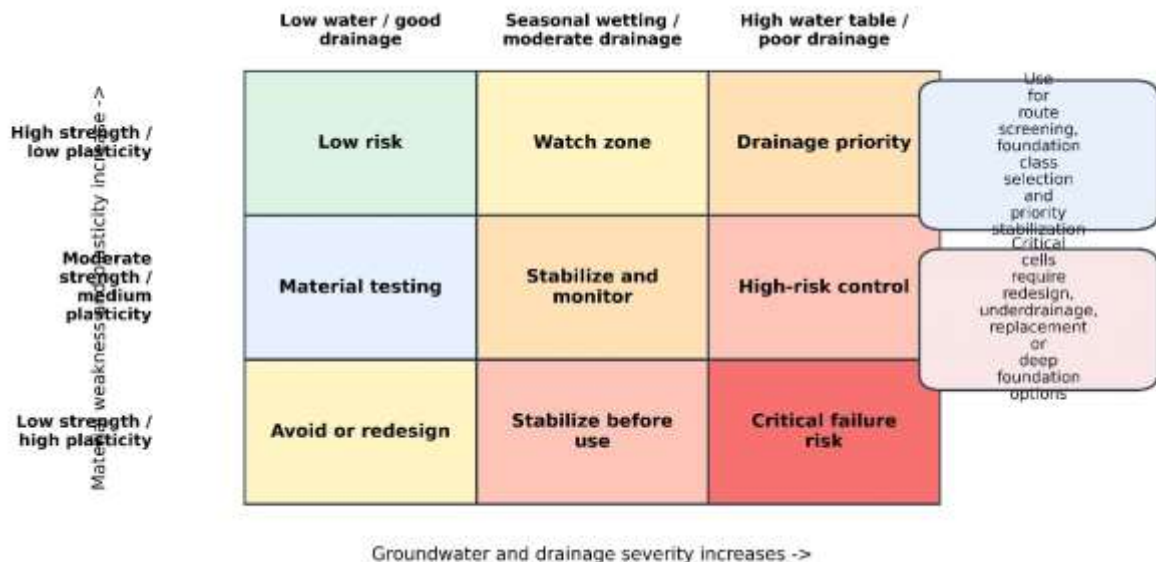 Low water / good
drainage
Seasonal wetting /
moderate drainage
High water table /
poor drainage
High strength /
low plasticity
Low risk
Watch zone
Drainage priority
Moderate
strength /
medium
plasticity
Material testing
Stabilize and
monitor
High-risk control
Low strength /
high plasticity
Avoid or redesign
Stabilize before
use
Critical failure
risk
Material weakness and plasticity increase ->
Use
for
route
screening,
foundation
class
selection
and
priority
stabilization
Critical
cells
require
redesign,
underdrainage,
replacement
or
deep
foundation
options
Groundwater and drainage severity increases ->